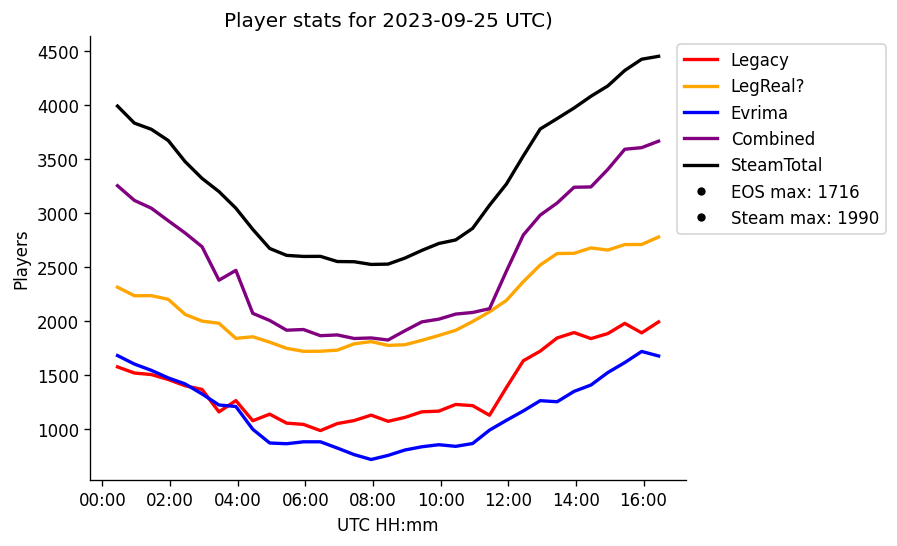 Player stats for 2023-09-25 UTC)
Players
4500
4000
3500
3000
2500
2000
1500
1000
00:00 02:00 04:00 06:00 08:00 10:00 12:00 14:00 16:00
UTC HH:mm
Legacy
LegReal?
Evrima
Combined
SteamTotal
EOS max: 1716
Steam max: 1990